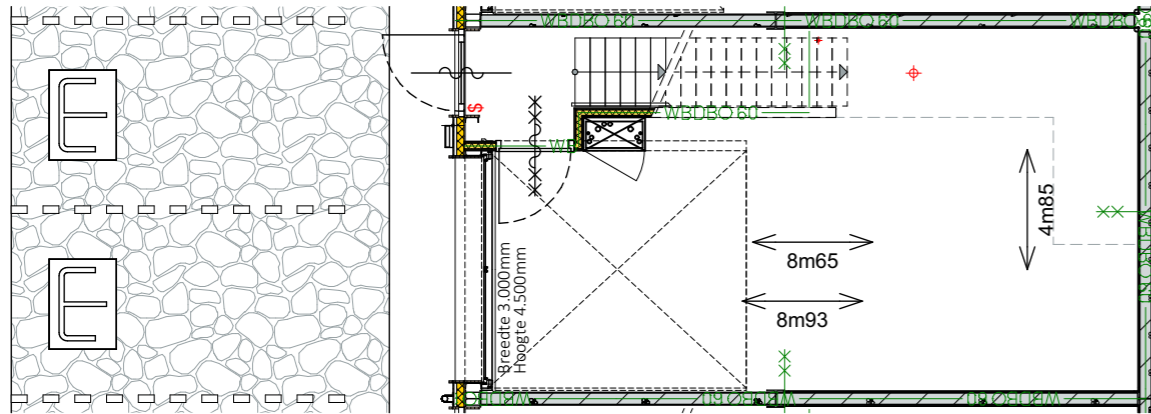 WBDBO 60
WBDBO 60
WBDBO 60
E
$
WBDBO 60
4m85
8m65
E
Breedte 3.000mm
Hoogte 4.500mm
8m93